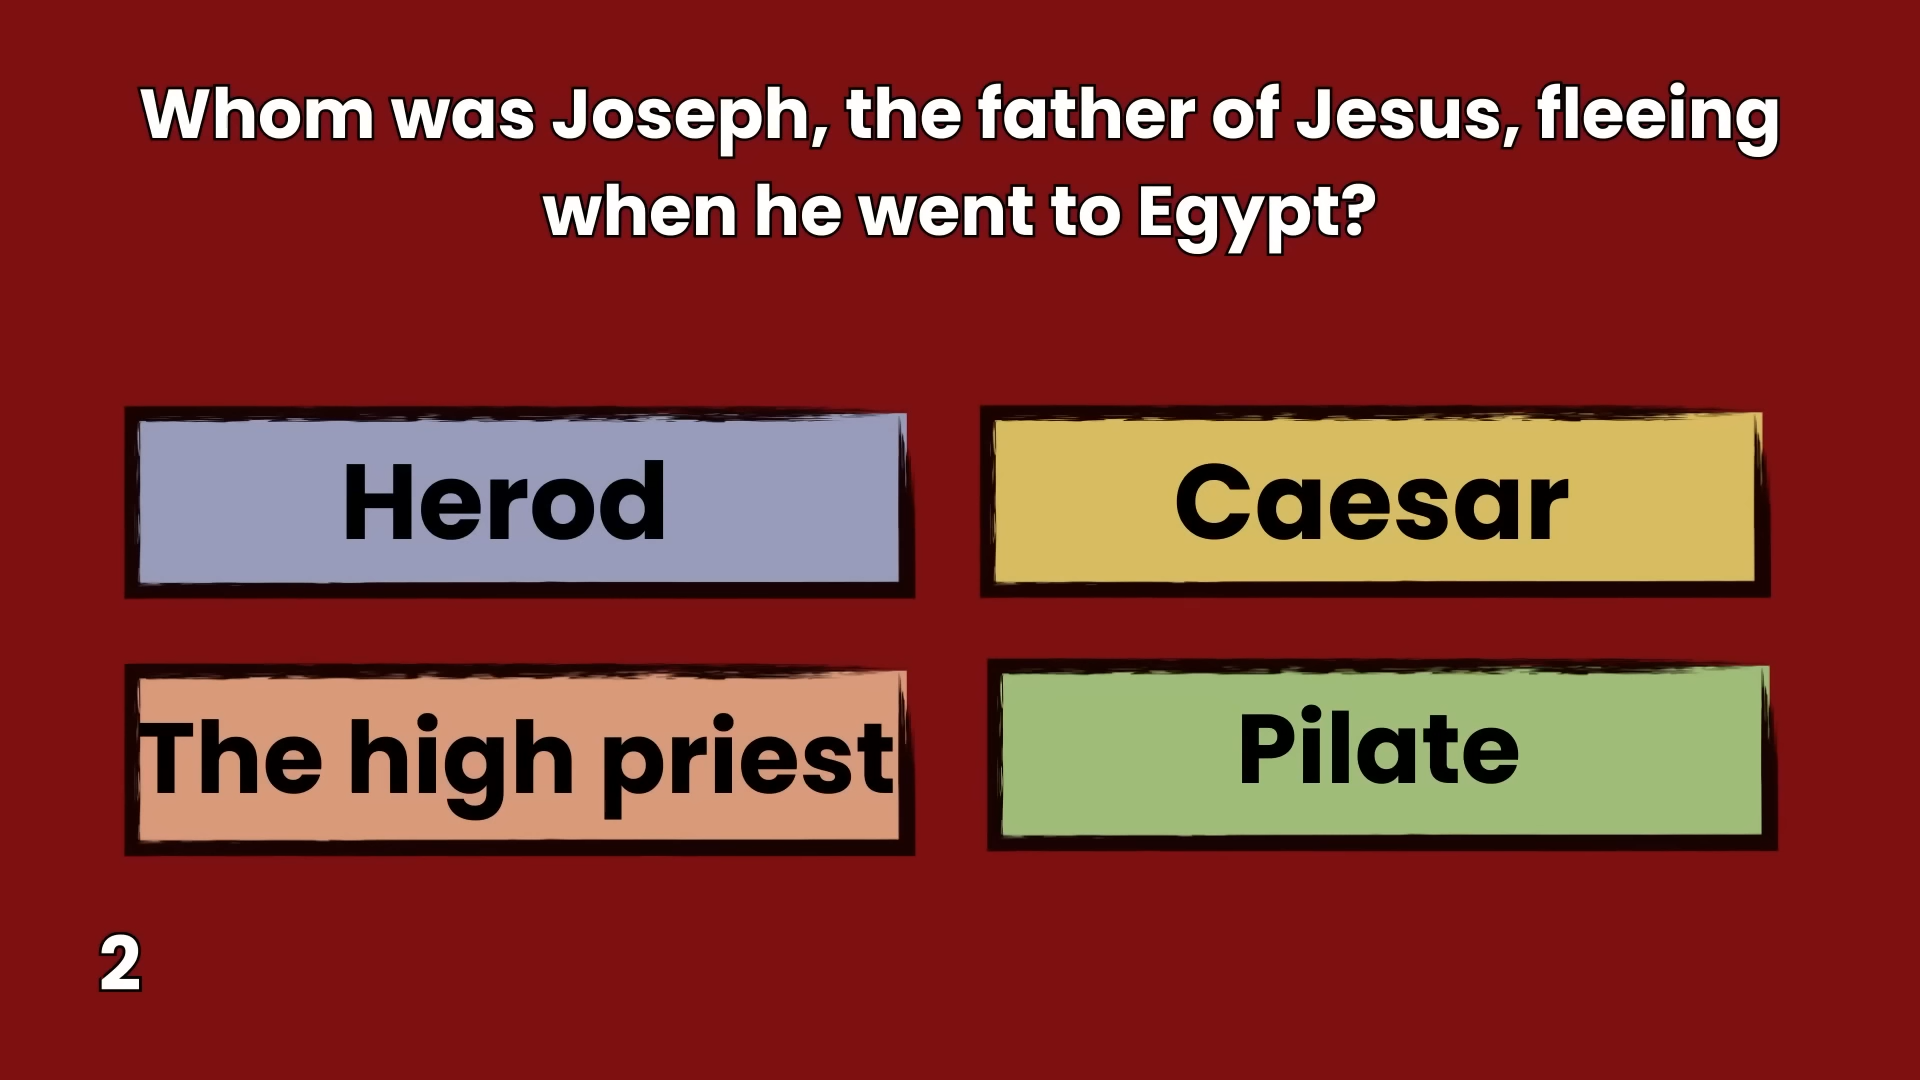 Whom was Joseph, the father of Jesus, fleeing
when he went to Egypt?
Herod
Caesar
The high priest
Pilate
2